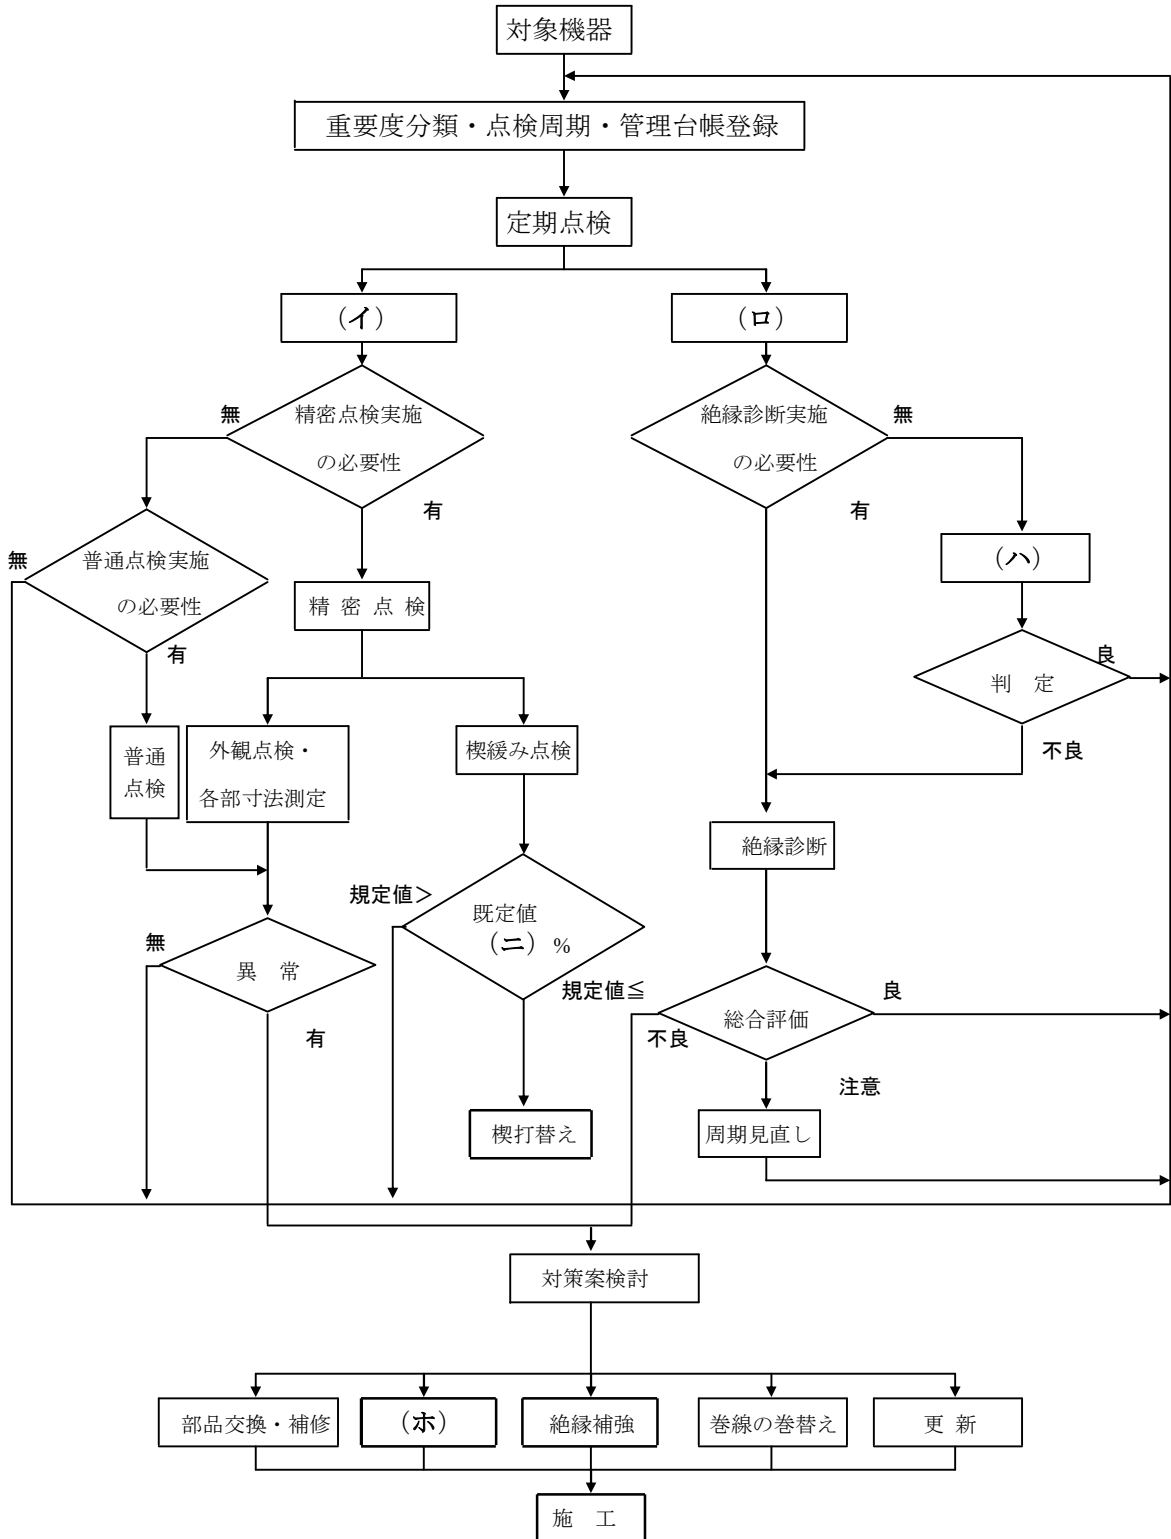 対象機器
重要度分類・点検周期・管理台帳登録
定期点検
(イ)
(ロ)
無
精密点検実施
の必要性
有
絶縁診断実施
の必要性
無
有
無
普通点検実施
の必要性
有
精 密 点 検
(ハ)
判 定
良
不良
普通
点検
外観点検・
各部寸法測定
楔緩み点検
絶縁診断
規定値＞
既定値
(ニ) %
規定値≦
無
異 常
有
総合評価
良
不良
注意
楔打替え
周期見直し
対策案検討
部品交換・補修
(ホ)
絶縁補強
巻線の巻替え
更 新
施 工